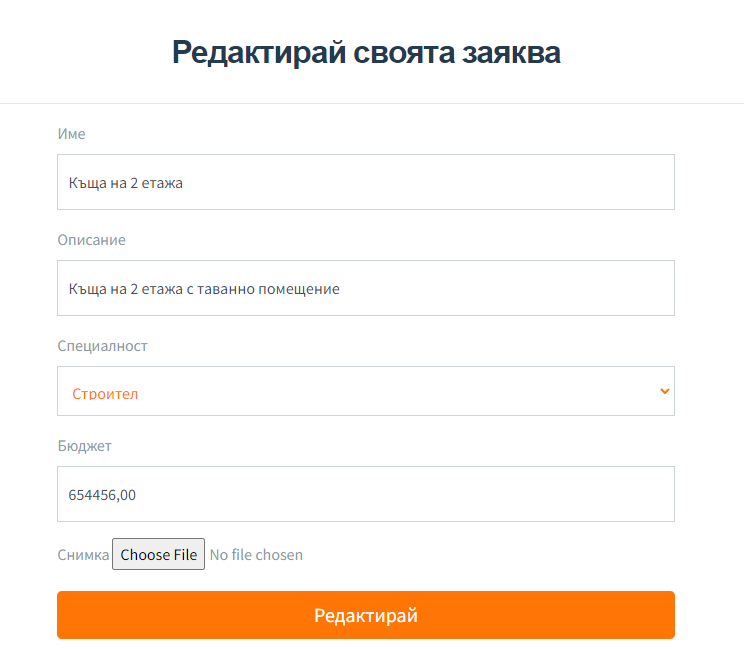 Редактирай своята заяква
Име
Къща на 2 етажа
Описание
Къща на 2 етажа с таванно помещение
Специалност
Строител
Бюджет
654456,00
Снимка Choose File No file chosen
Редактирай